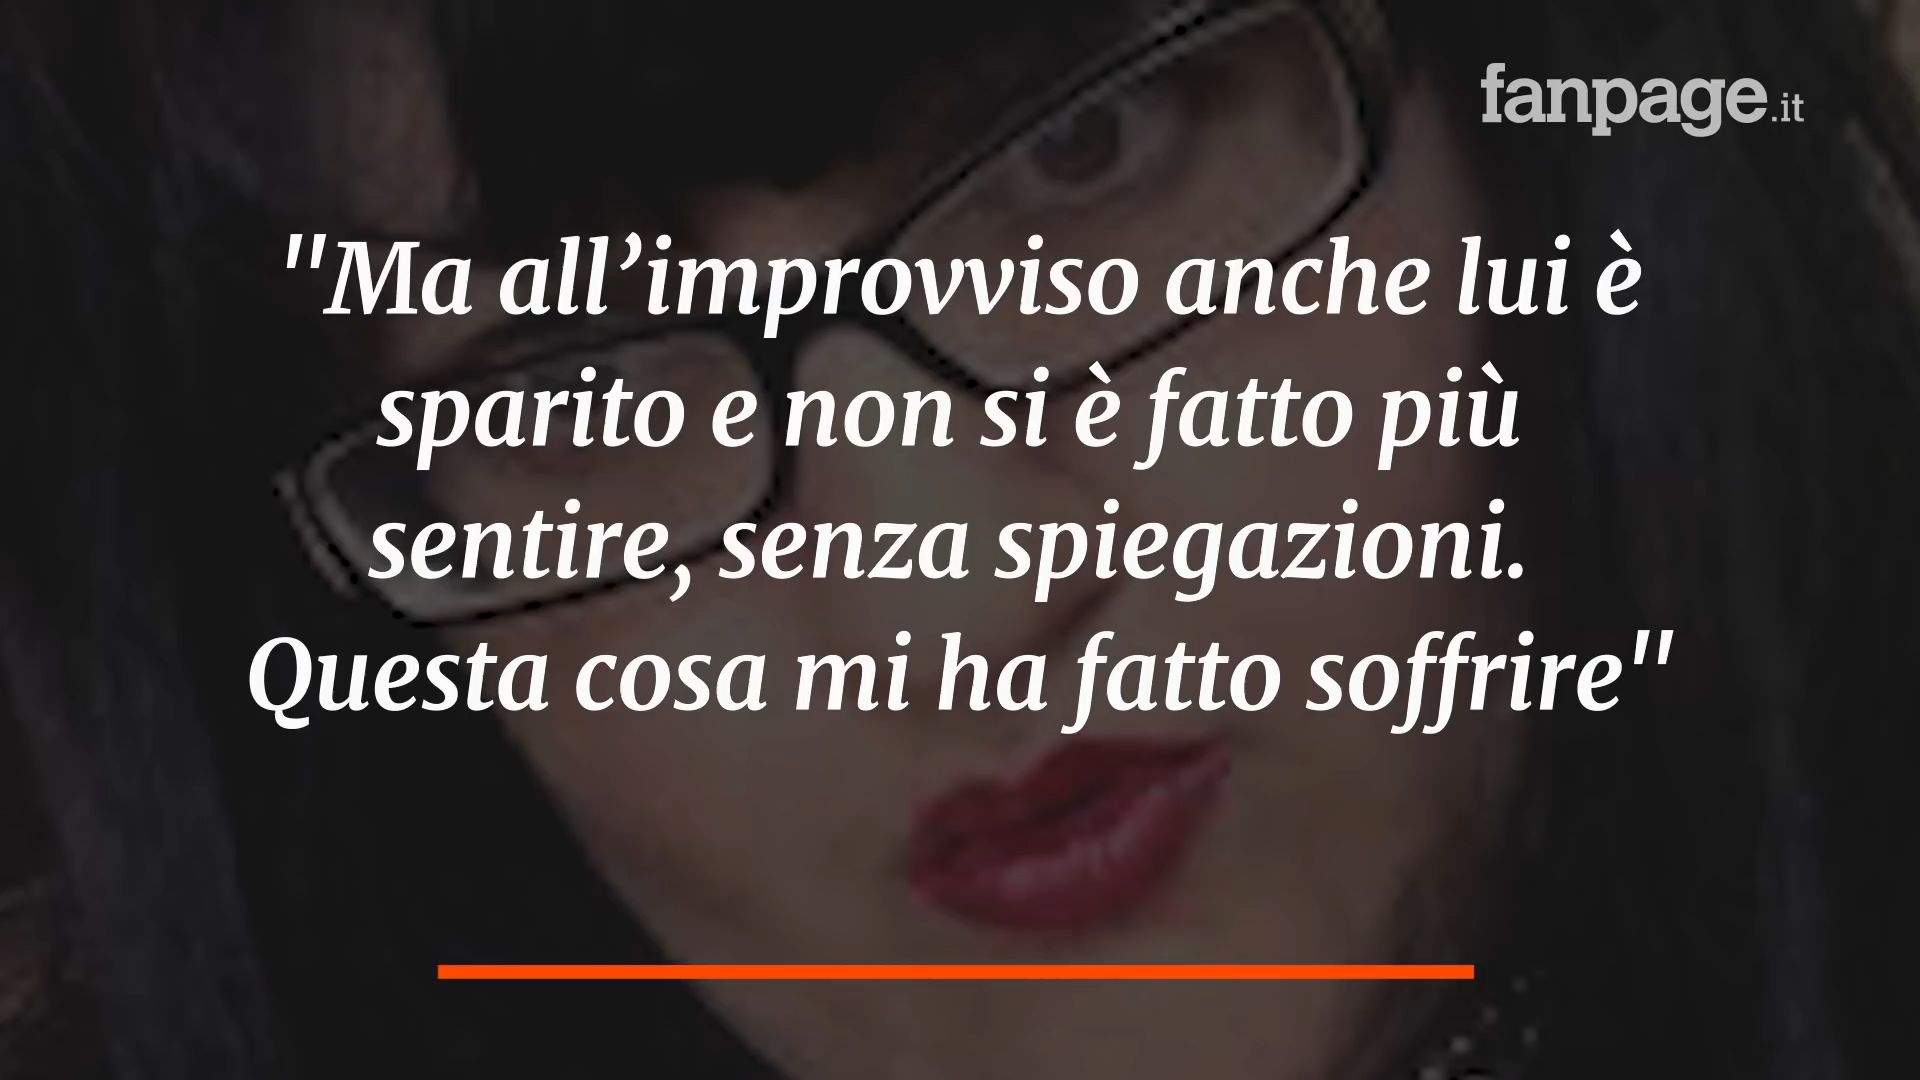 fanpage.it
"Ma all’improvviso anche lui è
sparito e non si è fatto più
sentire, senza spiegazioni.
Questa cosa mi ha fatto soffrire"